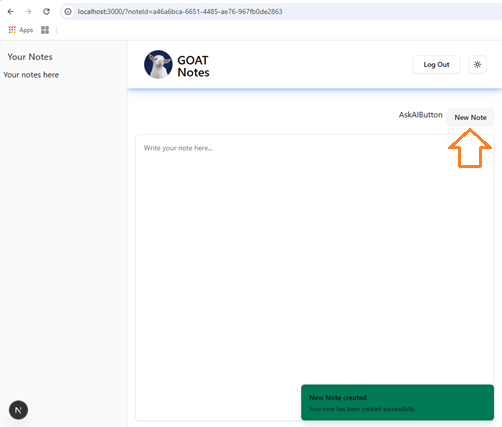 localhost:3000/?noteId=a46a6bca-6651-4485-ae76-967fb0de2863
Apps
Your Notes
Your notes here
GOAT
Notes
Log Out
AskAIButton
New Note
Write your note here...
New Note created
Your note has been created successfully.
N